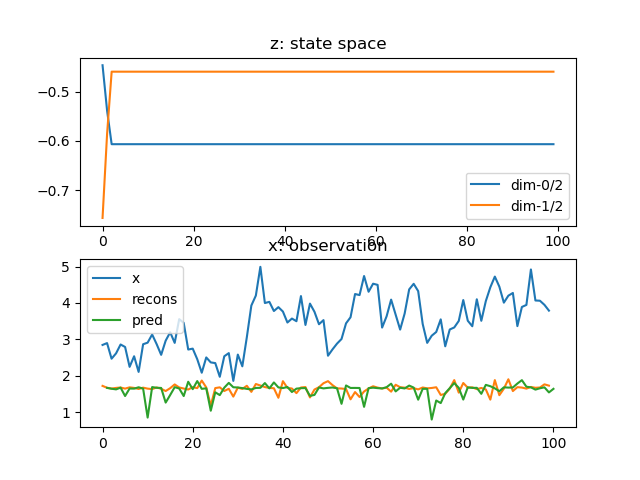 z: state space
−0.5
−0.6
−0.7
dim-0/2
dim-1/2
0 20 40 60 80 100
x: observation
5
4
3
2
1
x
recons
pred
0 20 40 60 80 100